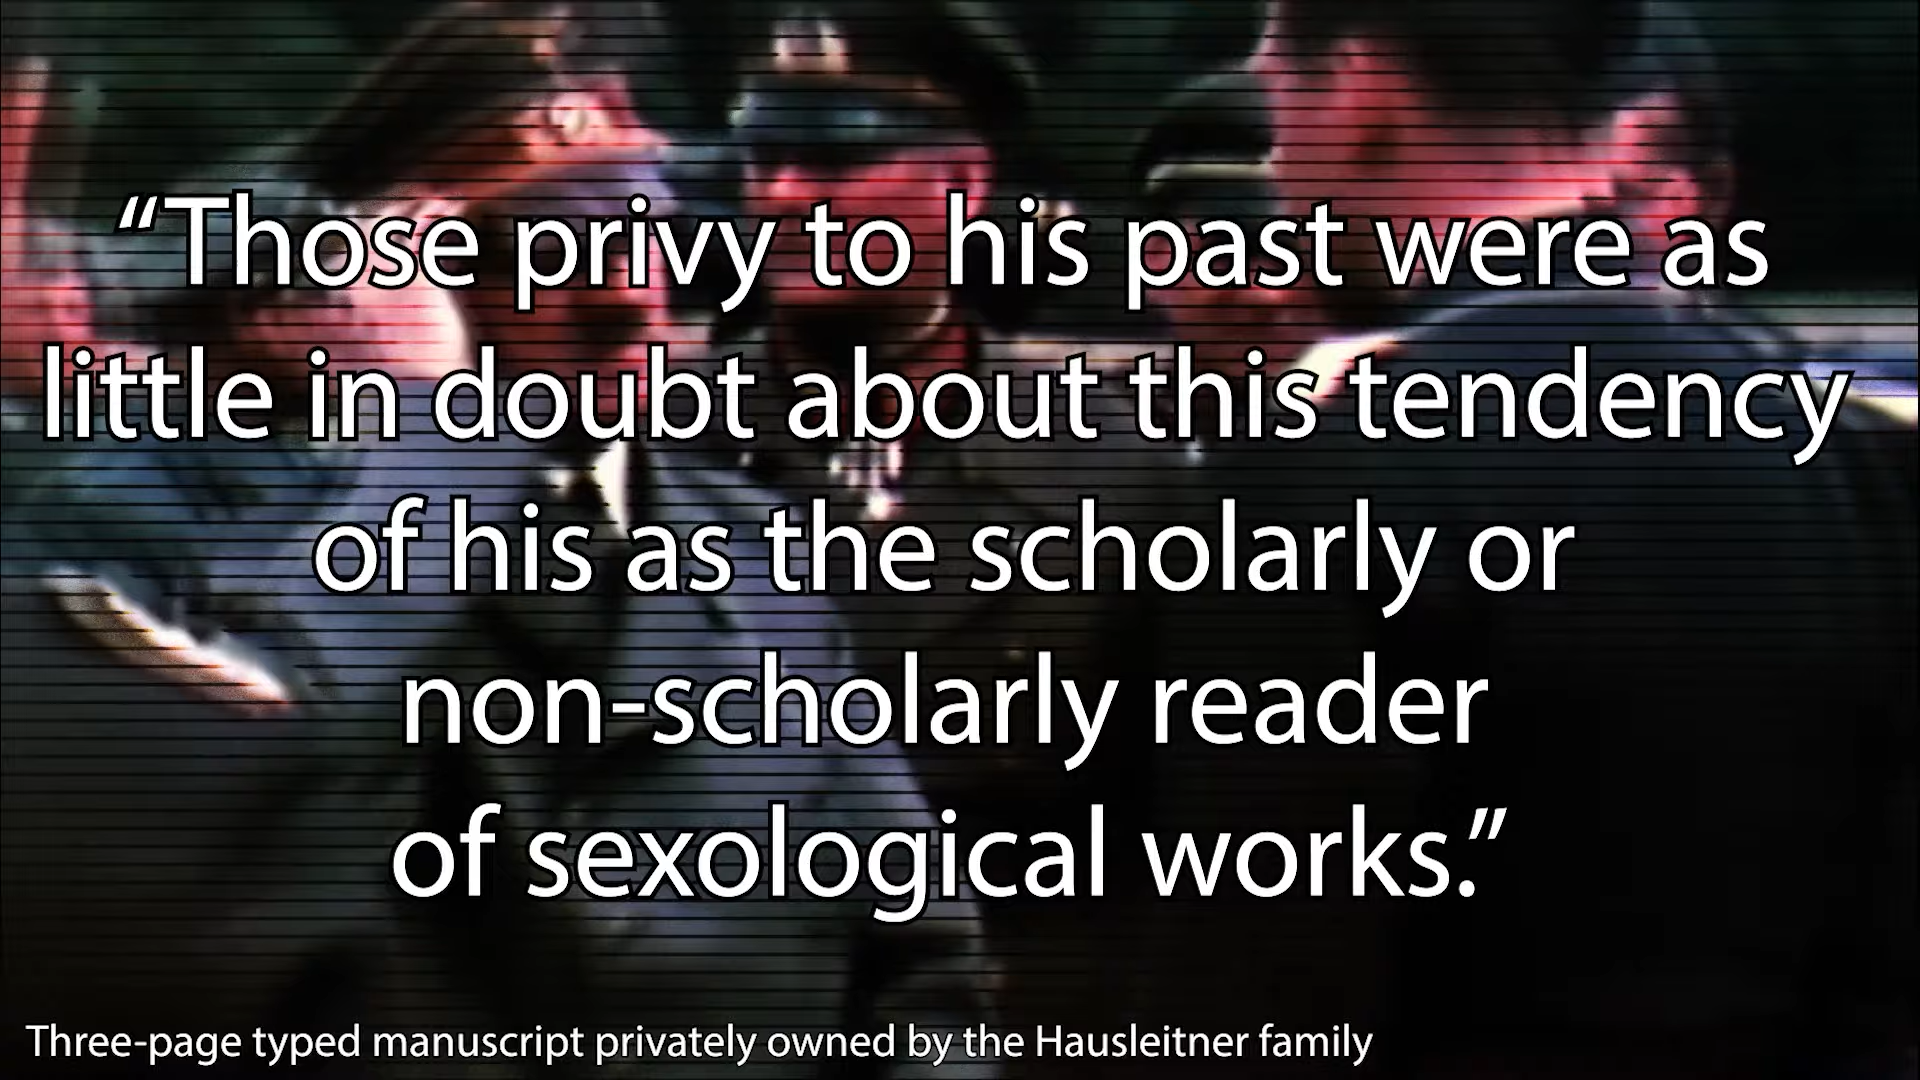 “Those privy to his past were as
little in doubt about this tendency
of his as the scholarly or
non-scholarly reader
of sexological works.”
Three-page typed manuscript privately owned by the Hausleitner family